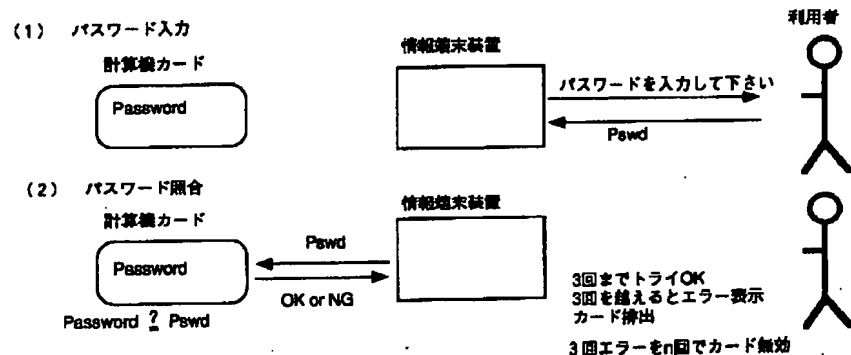 利用者
(1) パスワード入力
計算機カード
情報端末装置
Password
パスワードを入力して下さい
Pswd
(2) パスワード照合
計算機カード
情報端末装置
Password
Pswd
OK or NG
Password ≟ Pswd
3回までトライOK
3回を越えるとエラー表示
カード排出
3回エラーをn回でカード無効